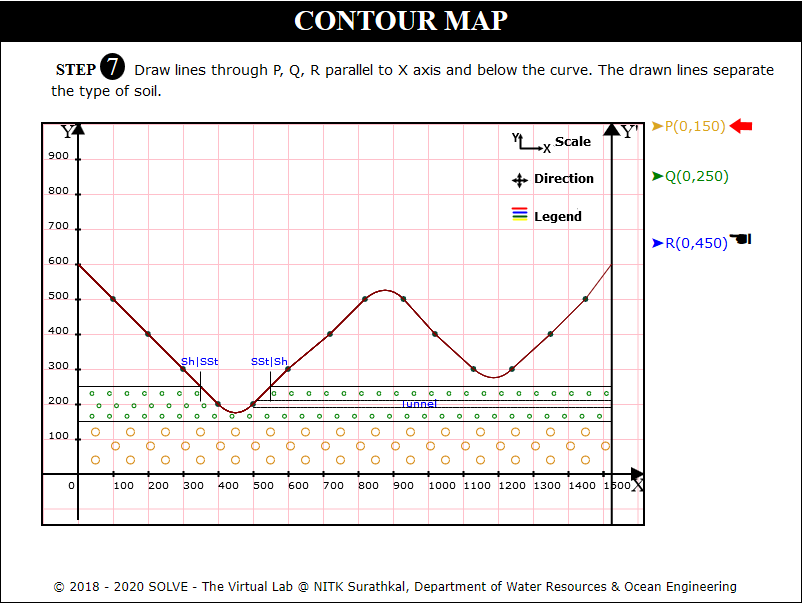 CONTOUR MAP
STEP 7 Draw lines through P, Q, R parallel to X axis and below the curve. The drawn lines separate
the type of soil.
Y
Y'
➤P(0,150)
Y
X
Scale
900
Direction
➤Q(0,250)
800
Legend
700
➤R(0,450)
600
500
400
Sh|SSt
SSt|Sh
300
200
unnel
100
0 100 200 300 400 500 600 700 800 900 1000 1100 1200 1300 1400 1500 X
© 2018 - 2020 SOLVE - The Virtual Lab @ NITK Surathkal, Department of Water Resources & Ocean Engineering